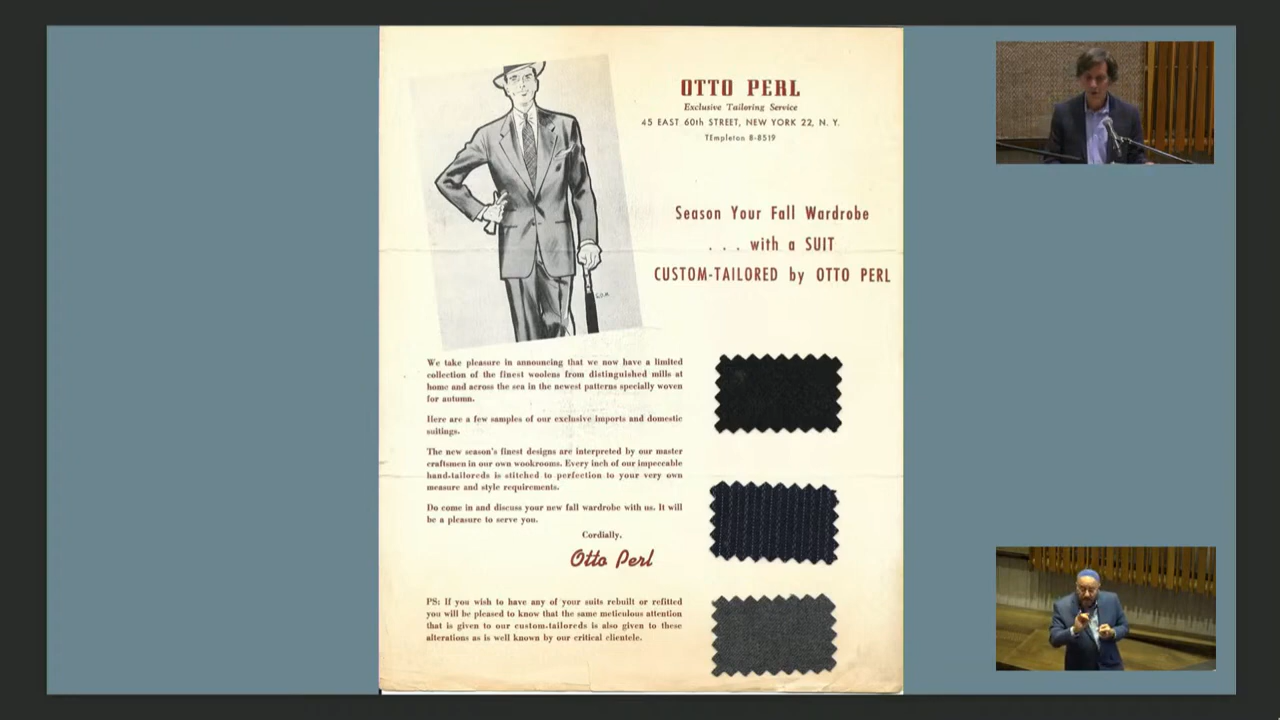 OTTO PERL
Exclusive Tailoring Service
45 EAST 60th STREET, NEW YORK 22, N. Y.
TEmpleton 8-8519
Season Your Fall Wardrobe
. . . with a SUIT
CUSTOM-TAILORED by OTTO PERL
We take pleasure in announcing that we now have a limited
collection of the finest woolens from distinguished mills at
home and across the sea in the newest patterns specially woven
for autumn.
Here are a few samples of our exclusive imports and domestic
suitings.
The new season's finest designs are interpreted by our master
craftsmen in our own wookrooms. Every inch of our impeccable
hand-tailoreds is stitched to perfection to your very own
measure and style requirements.
Do come in and discuss your new fall wardrobe with us. It will
be a pleasure to serve you.
Cordially,
Otto Perl
PS: If you wish to have any of your suits rebuilt or refitted
you will be pleased to know that the same meticulous attention
that is given to our custom-tailoreds is also given to these
alterations as is well known by our critical clientele.